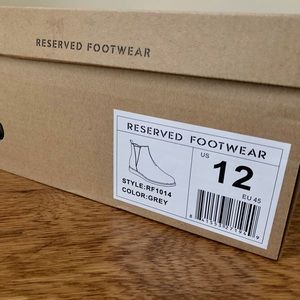 RESERVED FOOTWEAR
RESERVED FOOTWEAR
US 12
EU 45
STYLE:RF1014
COLOR:GREY